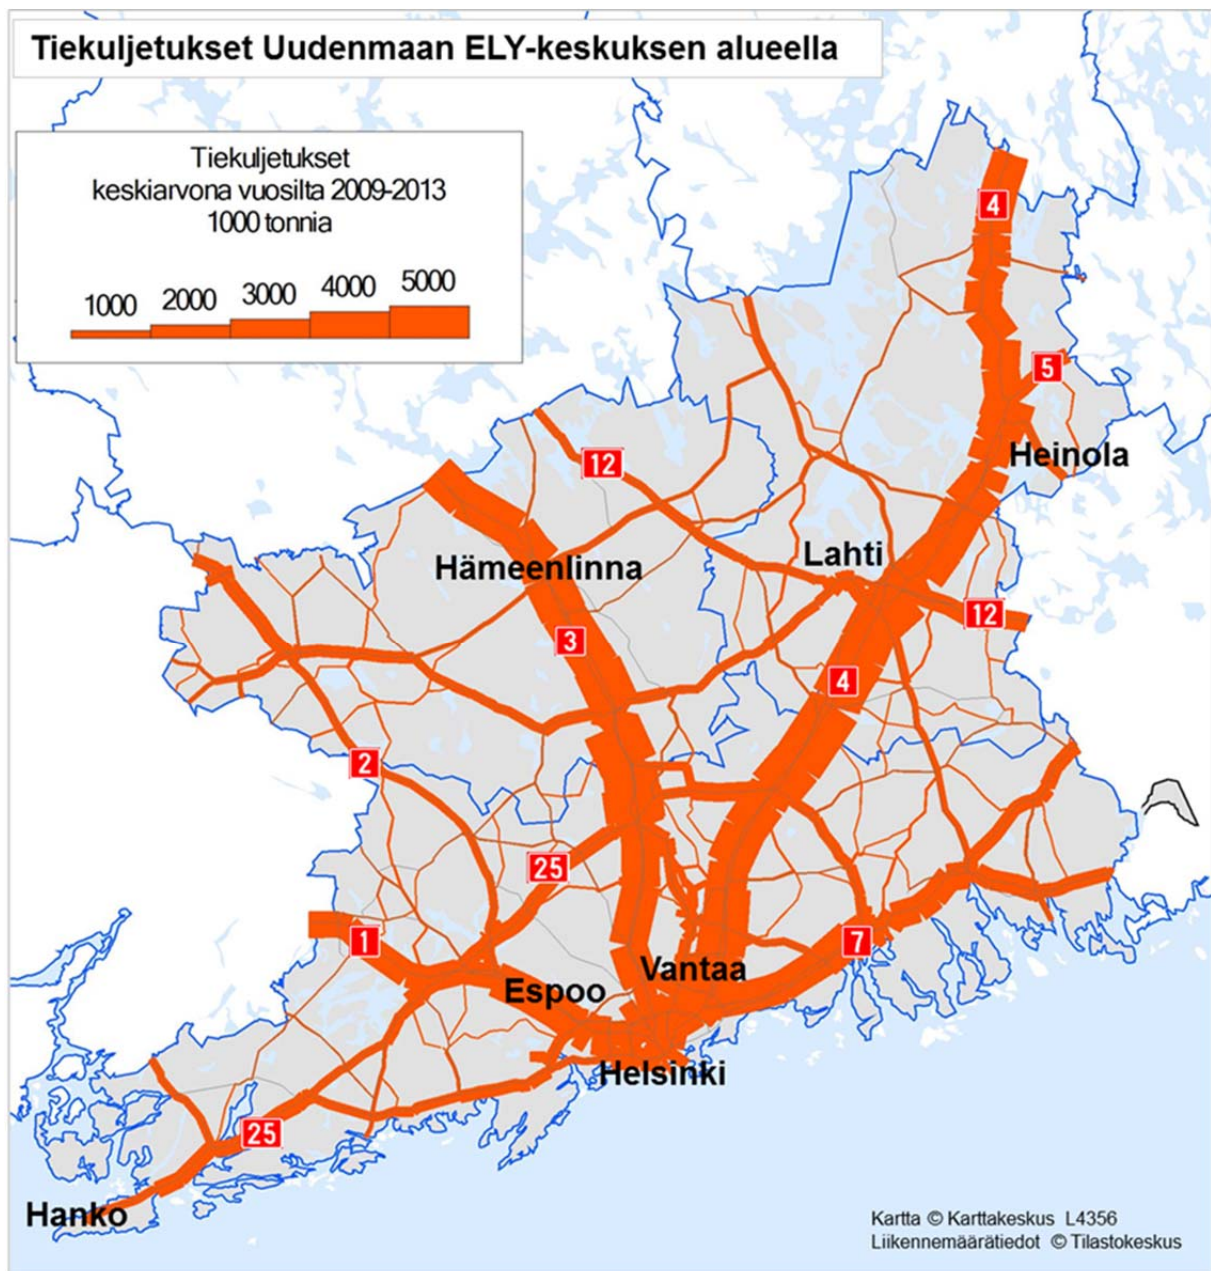 Tiekuljetukset Uudenmaan ELY-keskuksen alueella
Tiekuljetukset
keskiarvona vuosilta 2009-2013
1000 tonnia
1000 2000 3000 4000 5000
4
5
Heinola
12
Hämeenlinna
Lahti
12
3
4
2
25
1
7
Vantaa
Espoo
Helsinki
25
Hanko
Kartta © Karttakeskus L4356
Liikennemäärätiedot © Tilastokeskus